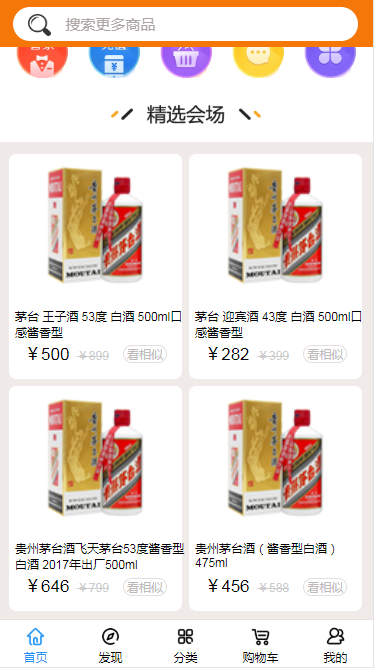 搜索更多商品
精选会场
茅台 王子酒 53度 白酒 500ml口
感酱香型
￥500 ￥899 看相似
茅台 迎宾酒 43度 白酒 500ml口
感酱香型
￥282 ￥399 看相似
MOUTAI
MOUTAI
贵州茅台酒飞天茅台53度酱香型
白酒 2017年出厂500ml
￥646 ￥799 看相似
贵州茅台酒（酱香型白酒）
475ml
￥456 ￥588 看相似
MOUTAI
MOUTAI
首页
发现
分类
购物车
我的